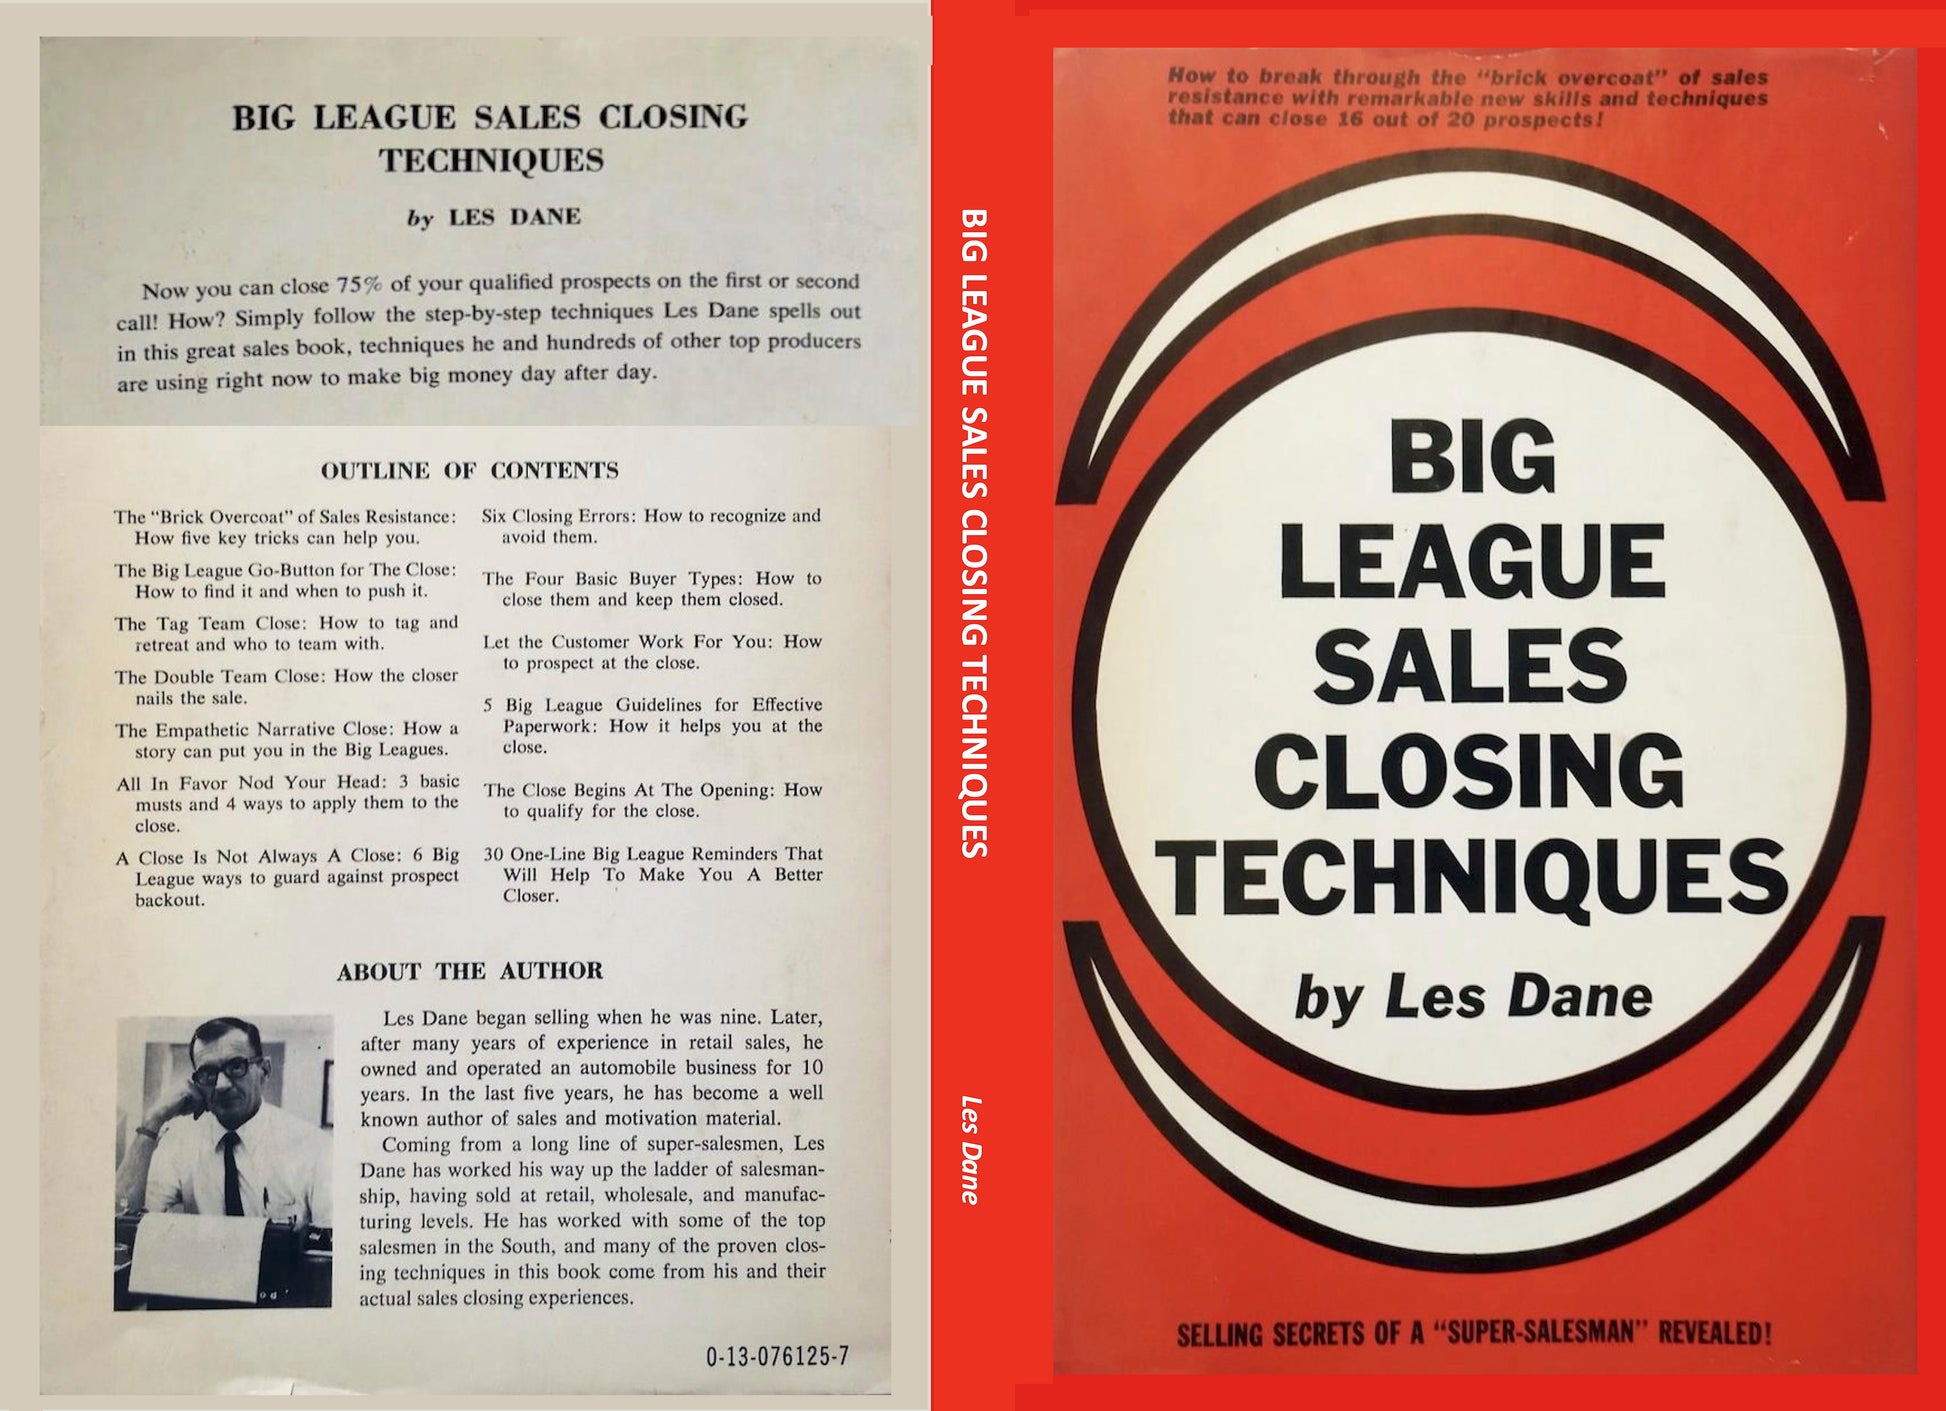 BIG LEAGUE SALES CLOSING
TECHNIQUES
by LES DANE
Now you can close 75% of your qualified prospects on the first or second
call! How? Simply follow the step-by-step techniques Les Dane spells out
in this great sales book, techniques he and hundreds of other top producers
are using right now to make big money day after day.
OUTLINE OF CONTENTS
The "Brick Overcoat" of Sales Resistance:
How five key tricks can help you.
The Big League Go-Button for The Close:
How to find it and when to push it.
The Tag Team Close: How to tag and
retreat and who to team with.
The Double Team Close: How the closer
nails the sale.
The Empathetic Narrative Close: How a
story can put you in the Big Leagues.
All In Favor Nod Your Head: 3 basic
musts and 4 ways to apply them to the
close.
A Close Is Not Always A Close: 6 Big
League ways to guard against prospect
backout.
Six Closing Errors: How to recognize and
avoid them.
The Four Basic Buyer Types: How to
close them and keep them closed.
Let the Customer Work For You: How
to prospect at the close.
5 Big League Guidelines for Effective
Paperwork: How it helps you at the
close.
The Close Begins At The Opening: How
to qualify for the close.
30 One-Line Big League Reminders That
Will Help To Make You A Better
Closer.
ABOUT THE AUTHOR
Les Dane began selling when he was nine. Later,
after many years of experience in retail sales, he
owned and operated an automobile business for 10
years. In the last five years, he has become a well
known author of sales and motivation material.
Coming from a long line of super-salesmen, Les
Dane has worked his way up the ladder of salesman-
ship, having sold at retail, wholesale, and manufac-
turing levels. He has worked with some of the top
salesmen in the South, and many of the proven clos-
ing techniques in this book come from his and their
actual sales closing experiences.
0-13-076125-7
BIG LEAGUE SALES CLOSING TECHNIQUES
Les Dane
How to break through the "brick overcoat" of sales
resistance with remarkable new skills and techniques
that can close 16 out of 20 prospects!
BIG
LEAGUE
SALES
CLOSING
TECHNIQUES
by Les Dane
SELLING SECRETS OF A "SUPER-SALESMAN" REVEALED!